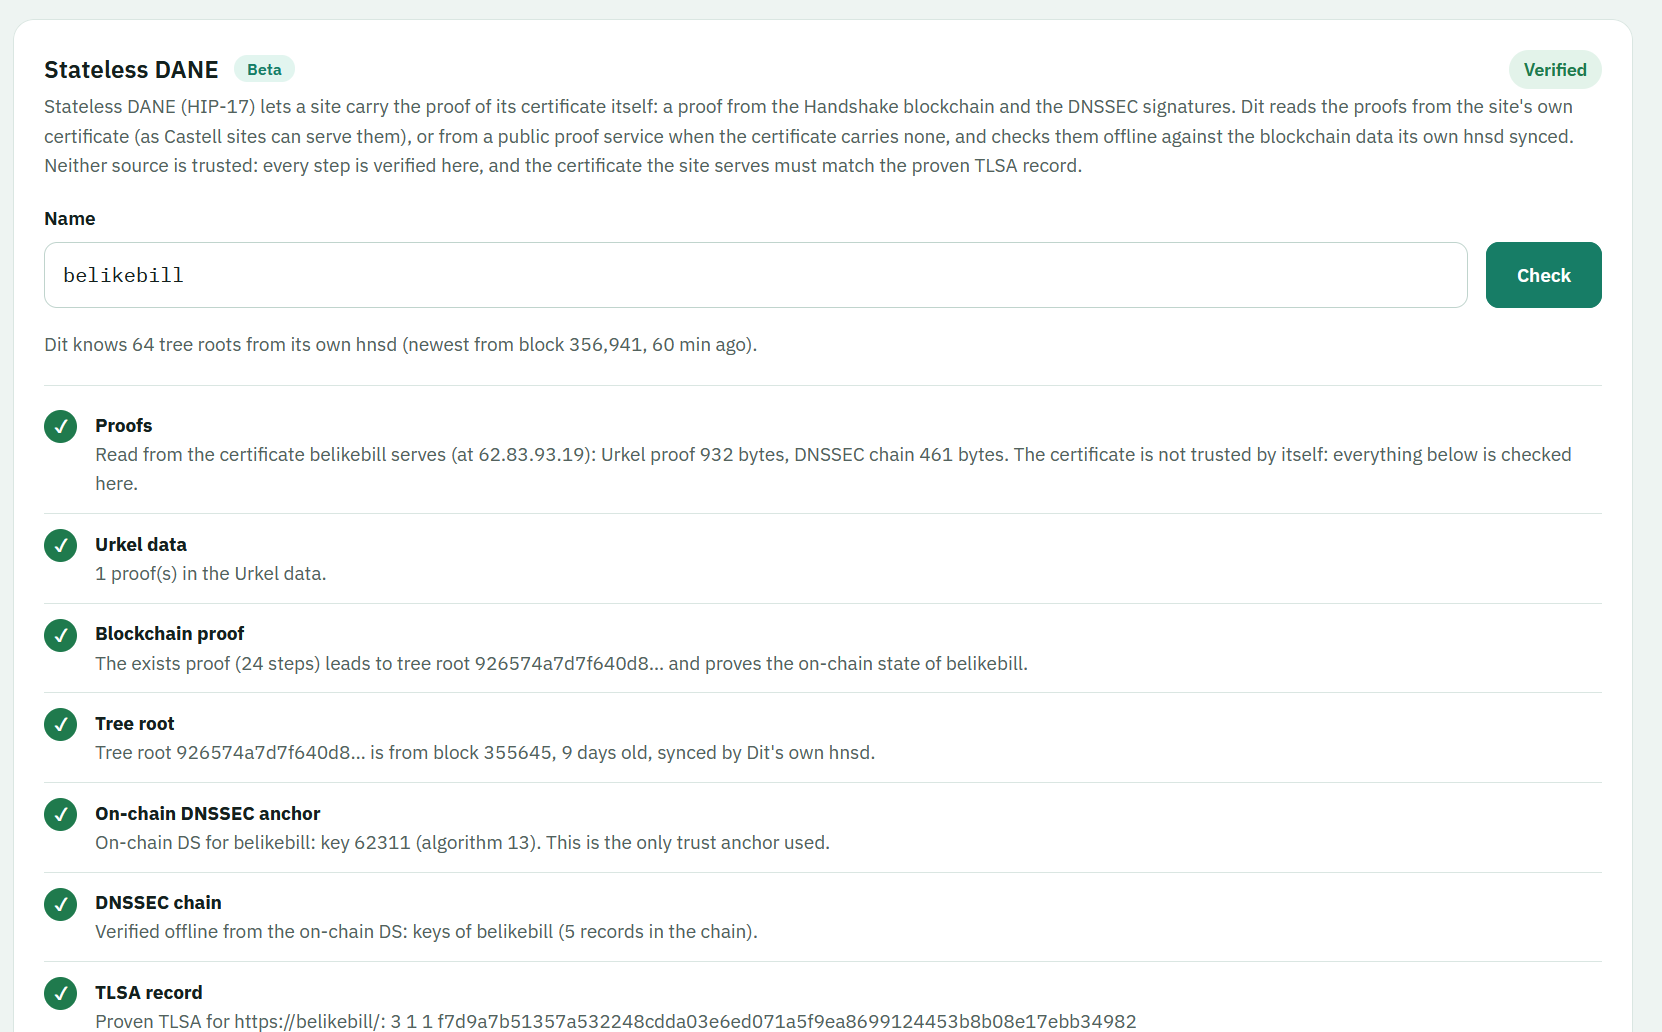 Stateless DANE Beta Verified
Stateless DANE (HIP-17) lets a site carry the proof of its certificate itself: a proof from the Handshake blockchain and the DNSSEC signatures. Dit reads the proofs from the site's own
certificate (as Castell sites can serve them), or from a public proof service when the certificate carries none, and checks them offline against the blockchain data its own hnsd synced.
Neither source is trusted: every step is verified here, and the certificate the site serves must match the proven TLSA record.
Name
belikebill Check
Dit knows 64 tree roots from its own hnsd (newest from block 356,941, 60 min ago).
Proofs
Read from the certificate belikebill serves (at 62.83.93.19): Urkel proof 932 bytes, DNSSEC chain 461 bytes. The certificate is not trusted by itself: everything below is checked
here.
Urkel data
1 proof(s) in the Urkel data.
Blockchain proof
The exists proof (24 steps) leads to tree root 926574a7d7f640d8... and proves the on-chain state of belikebill.
Tree root
Tree root 926574a7d7f640d8... is from block 355645, 9 days old, synced by Dit's own hnsd.
On-chain DNSSEC anchor
On-chain DS for belikebill: key 62311 (algorithm 13). This is the only trust anchor used.
DNSSEC chain
Verified offline from the on-chain DS: keys of belikebill (5 records in the chain).
TLSA record
Proven TLSA for https://belikebill/: 3 1 1 f7d9a7b51357a532248cdda03e6ed071a5f9ea8699124453b8b08e17ebb34982